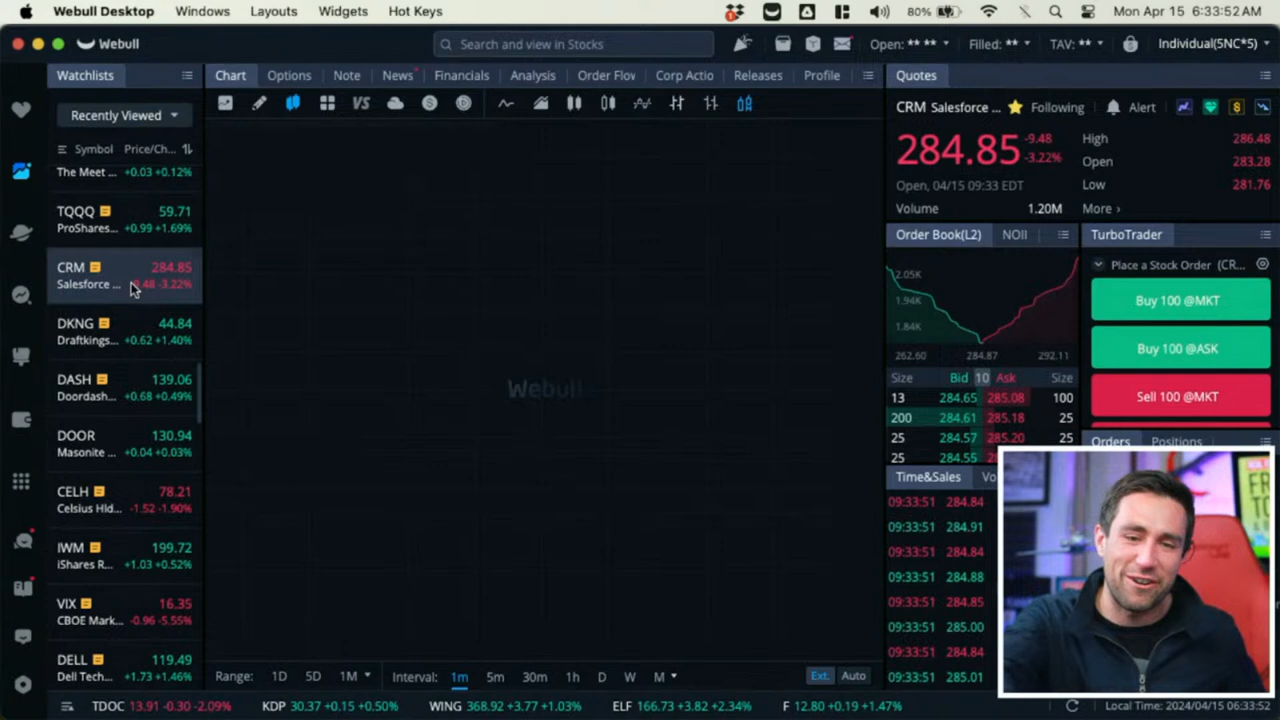 Webull Desktop Windows Layouts Widgets Hot Keys
80% Mon Apr 15 6:33:52 AM
Webull
Search and view in Stocks
Open: ** ** Filled: ** TAV: ** Individual(5NC*5)
Watchlists
Recently Viewed
Symbol Price/Ch...
The Meet ... +0.03 +0.12%
TQQQ 59.71
ProShares... +0.99 +1.69%
CRM 284.85
Salesforce ... .48 -3.22%
DKNG 44.84
Draftkings... +0.62 +1.40%
DASH 139.06
Doordash... +0.68 +0.49%
DOOR 130.94
Masonite ... +0.04 +0.03%
CELH 78.21
Celsius Hld... -1.52 -1.90%
IWM 199.72
iShares R... +1.03 +0.52%
VIX 16.35
CBOE Mark... -0.96 -5.55%
DELL 119.49
Dell Tech... +1.73 +1.46%
Chart Options Note News Financials Analysis Order Flov Corp Actio Releases Profile
VS
Webull
Range: 1D 5D 1M Interval: 1m 5m 30m 1h D W M Ext. Auto
Quotes
CRM Salesforce ... Following Alert
284.85 -9.48
-3.22%
Open, 04/15 09:33 EDT
Volume 1.20M
High 286.48
Open 283.28
Low 281.76
More ›
Order Book(L2) NOII
2.05K
1.94K
1.84K
262.60 284.87 292.11
Size Bid 10 Ask Size
13 284.65 285.08 100
200 284.61 285.18 25
25 284.57 285.20 25
25 284.55
TurboTrader
Place a Stock Order (CR...
Buy 100 @MKT
Buy 100 @ASK
Sell 100 @MKT
Orders Positions
Time&Sales Vo
09:33:51 284.84
09:33:51 284.91
09:33:51 284.84
09:33:51 284.88
09:33:51 284.85
09:33:51 285.00
09:33:51 284.84
09:33:51 285.01
TDOC 13.91 -0.30 -2.09% KDP 30.37 +0.15 +0.50% WING 368.92 +3.77 +1.03% ELF 166.73 +3.82 +2.34% F 12.80 +0.19 +1.47%
Local Time: 2024/04/15 06:33:52